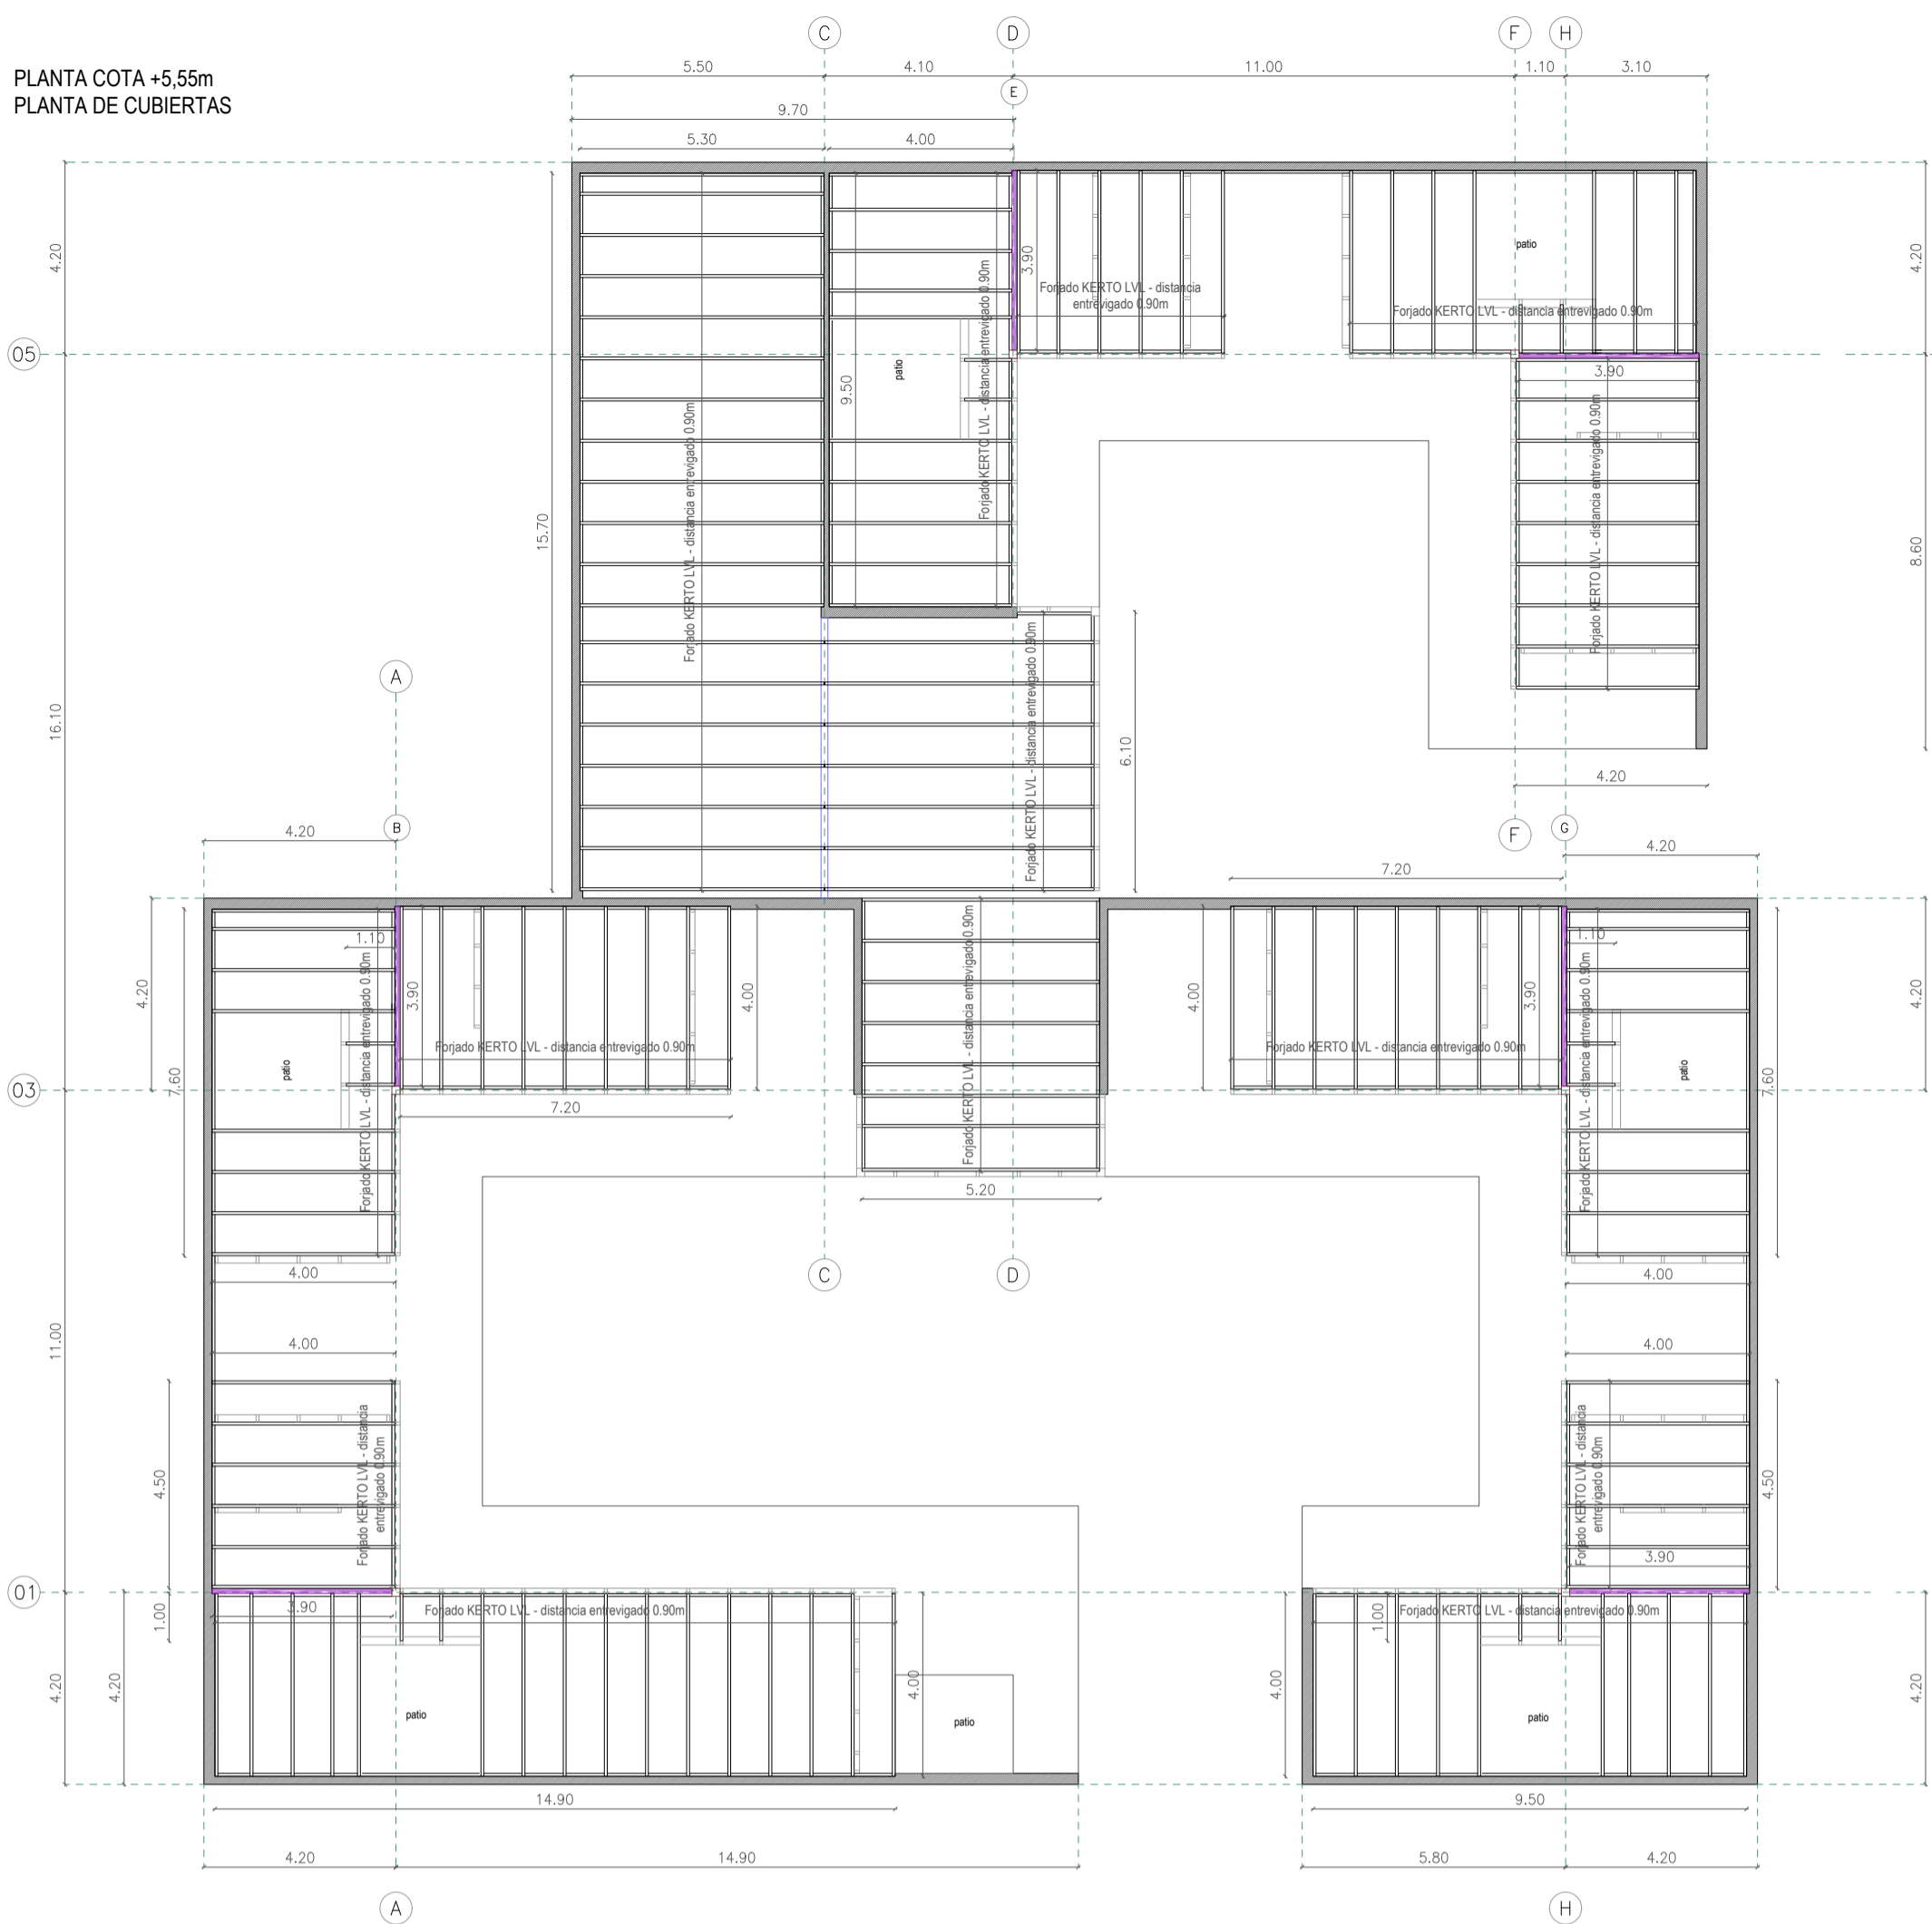 C
D
F
H
PLANTA COTA +5,55m
PLANTA DE CUBIERTAS
5.50
4.10
11.00
1.10
3.10
E
9.70
5.30
4.00
4.20
4.20
patio
3.90
Forjado KERTO LVL - distancia
entrevigado 0.90m
Forjado KERTO LVL - distancia entrevigado 0.90m
Forjado KERTO LVL - distancia entrevigado 0.90m
05
patio
9.50
3.90
Forjado KERTO LVL - distancia entrevigado 0.90m
Forjado KERTO LVL - distancia entrevigado 0.90m
15.70
8.60
A
16.10
Forjado KERTO LVL - distancia entrevigado 0.90m
6.10
4.20
B
4.20
F
G
4.20
7.20
4.20
1.10
3.90
4.00
Forjado KERTO LVL - distancia entrevigado 0.90m
Forjado KERTO LVL - distancia entrevigado 0.90m
4.00
3.90
1.10
4.20
Forjado KERTO LVL - distancia entrevigado 0.90m
Forjado KERTO LVL - distancia entrevigado 0.90m
Forjado KERTO LVL - distancia entrevigado 0.90m
patio
patio
03
7.60
7.60
7.20
5.20
C
D
4.00
4.00
11.00
4.00
4.00
4.50
Forjado KERTO LVL - distancia
entrevigado 0.90m
Forjado KERTO LVL - distancia
entrevigado 0.90m
4.50
3.90
01
1.00
3.90
Forjado KERTO LVL - distancia entrevigado 0.90m
1.00
Forjado KERTO LVL - distancia entrevigado 0.90m
4.20
4.20
4.00
4.00
4.20
patio
patio
patio
14.90
9.50
4.20
14.90
5.80
4.20
A
H